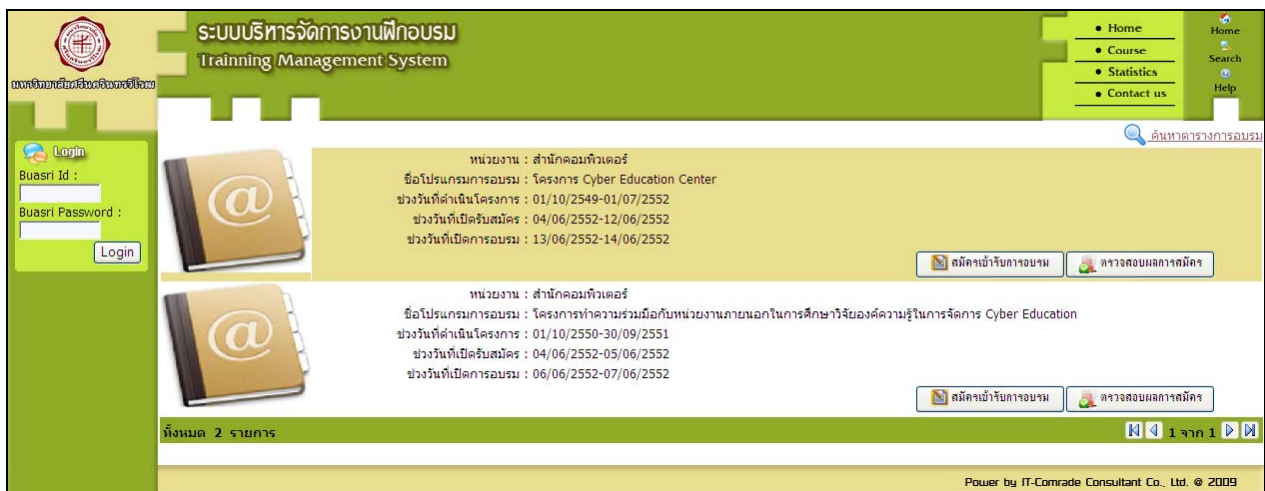 ระบบบริหารจัดการงานฝึกอบรม
Trainning Management System
มหาวิทยาลัยศรีนครินทรวิโรฒ
Home
Course
Statistics
Contact us
Home
Search
Help
ค้นหาตารางการอบรม
Login
Buasri Id :
Buasri Password :
Login
หน่วยงาน : สำนักคอมพิวเตอร์
ชื่อโปรแกรมการอบรม : โครงการ Cyber Education Center
ช่วงวันที่ดำเนินโครงการ : 01/10/2549-01/07/2552
ช่วงวันที่เปิดรับสมัคร : 04/06/2552-12/06/2552
ช่วงวันที่เปิดการอบรม : 13/06/2552-14/06/2552
สมัครเข้ารับการอบรม ตรวจสอบผลการสมัคร
หน่วยงาน : สำนักคอมพิวเตอร์
ชื่อโปรแกรมการอบรม : โครงการทำความร่วมมือกับหน่วยงานภายนอกในการศึกษาวิจัยองค์ความรู้ในการจัดการ Cyber Education
ช่วงวันที่ดำเนินโครงการ : 01/10/2550-30/09/2551
ช่วงวันที่เปิดรับสมัคร : 04/06/2552-05/06/2552
ช่วงวันที่เปิดการอบรม : 06/06/2552-07/06/2552
สมัครเข้ารับการอบรม ตรวจสอบผลการสมัคร
ทั้งหมด 2 รายการ
1 จาก 1
Power by IT-Comrade Consultant Co., Ltd. @ 2009